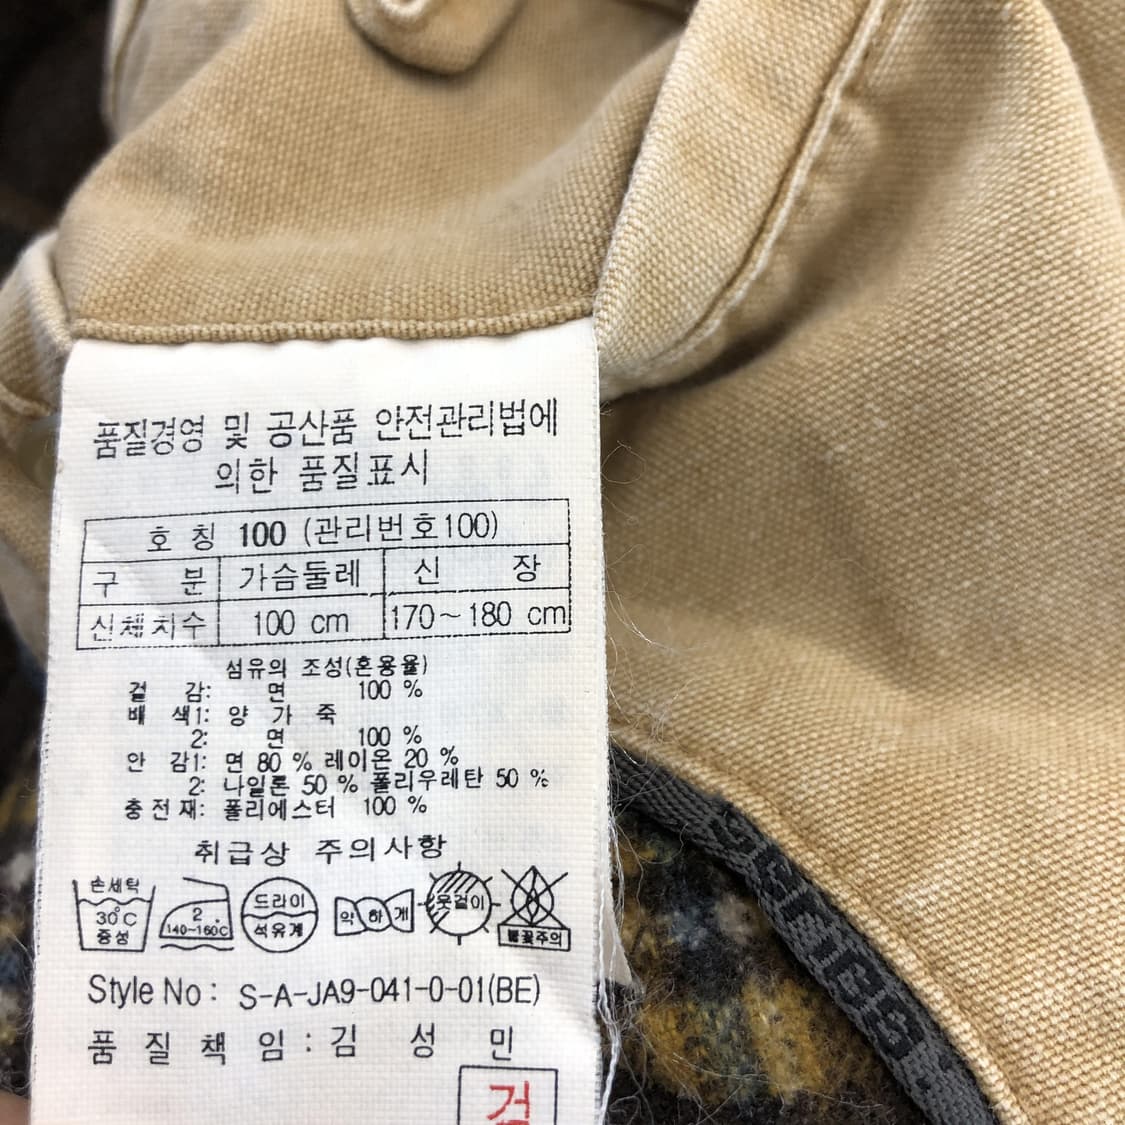 품질경영 및 공산품 안전관리법에
의한 품질표시
호 칭 100 (관리번호100)
구 분 가슴둘레 신 장
신체치수 100 cm 170~180 cm
섬유의 조성(혼용율)
겉 감: 면 100 %
배 색1: 양 가 죽
2: 면 100 %
안 감1: 면 80 % 레이온 20 %
2: 나일론 50 % 폴리우레탄 50 %
충전재: 폴리에스터 100 %
취급상 주의사항
손세탁
30°C
중성
2
140~160C
드라이
석유계
약하게
옷걸이
불꽃주의
Style No : S-A-JA9-041-0-01(BE)
품 질 책 임 : 김 성 민